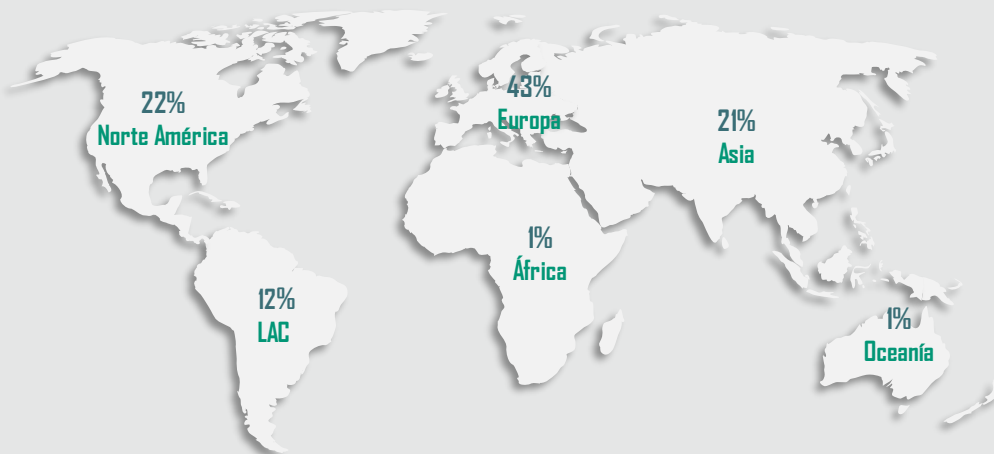 22%
Norte América
43%
Europa
21%
Asia
1%
África
12%
LAC
1%
Oceanía